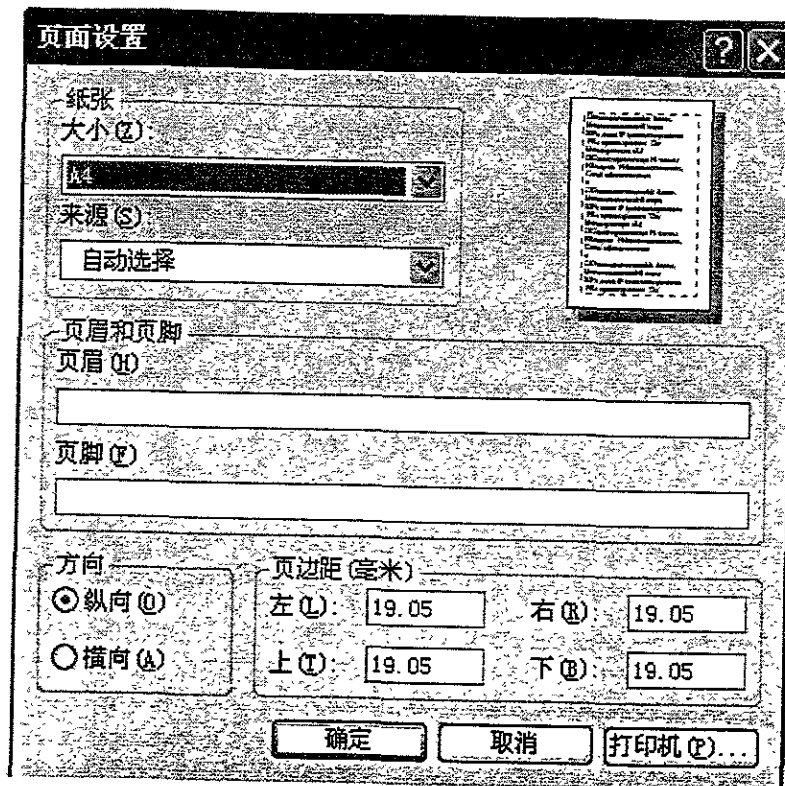 页面设置
纸张
大小(Z):
A4
来源(S)
自动选择
页眉和页脚
页眉(H)
页脚(F)
方向
纵向(O)
横向(A)
页边距(毫米)
左(L): 19.05 右(R): 19.05
上(T): 19.05 下(B): 19.05
确定 取消 打印机(P)...